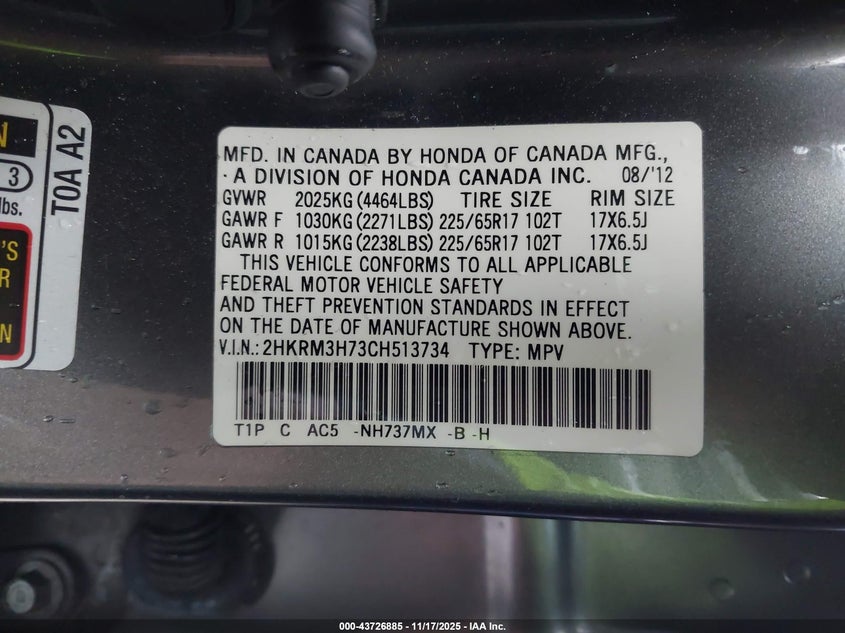 N
3
lbs.
'S
R
N
T0A A2
MFD. IN CANADA BY HONDA OF CANADA MFG.,
A DIVISION OF HONDA CANADA INC. 08/'12
GVWR 2025KG (4464LBS) TIRE SIZE RIM SIZE
GAWR F 1030KG (2271LBS) 225/65R17 102T 17X6.5J
GAWR R 1015KG (2238LBS) 225/65R17 102T 17X6.5J
THIS VEHICLE CONFORMS TO ALL APPLICABLE
FEDERAL MOTOR VEHICLE SAFETY
AND THEFT PREVENTION STANDARDS IN EFFECT
ON THE DATE OF MANUFACTURE SHOWN ABOVE.
V.I.N.: 2HKRM3H73CH513734 TYPE: MPV
T1P C AC5 -NH737MX -B -H
000-43726885 - 11/17/2025 - IAA Inc.